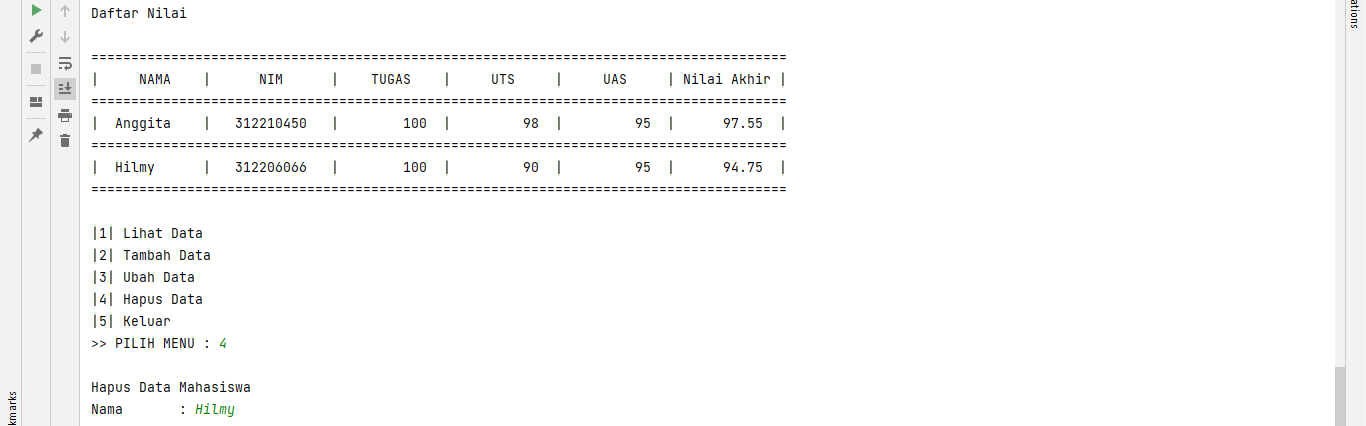 Daftar Nilai
=======================================================================================
|     NAMA    |      NIM      |    TUGAS    |     UTS     |     UAS     | Nilai Akhir |
=======================================================================================
|  Anggita    |   312210450   |        100  |         98  |         95  |      97.55  |
=======================================================================================
|  Hilmy      |   312206066   |        100  |         90  |         95  |      94.75  |
=======================================================================================
|1| Lihat Data
|2| Tambah Data
|3| Ubah Data
|4| Hapus Data
|5| Keluar
>> PILIH MENU : 4
Hapus Data Mahasiswa
Nama       : Hilmy